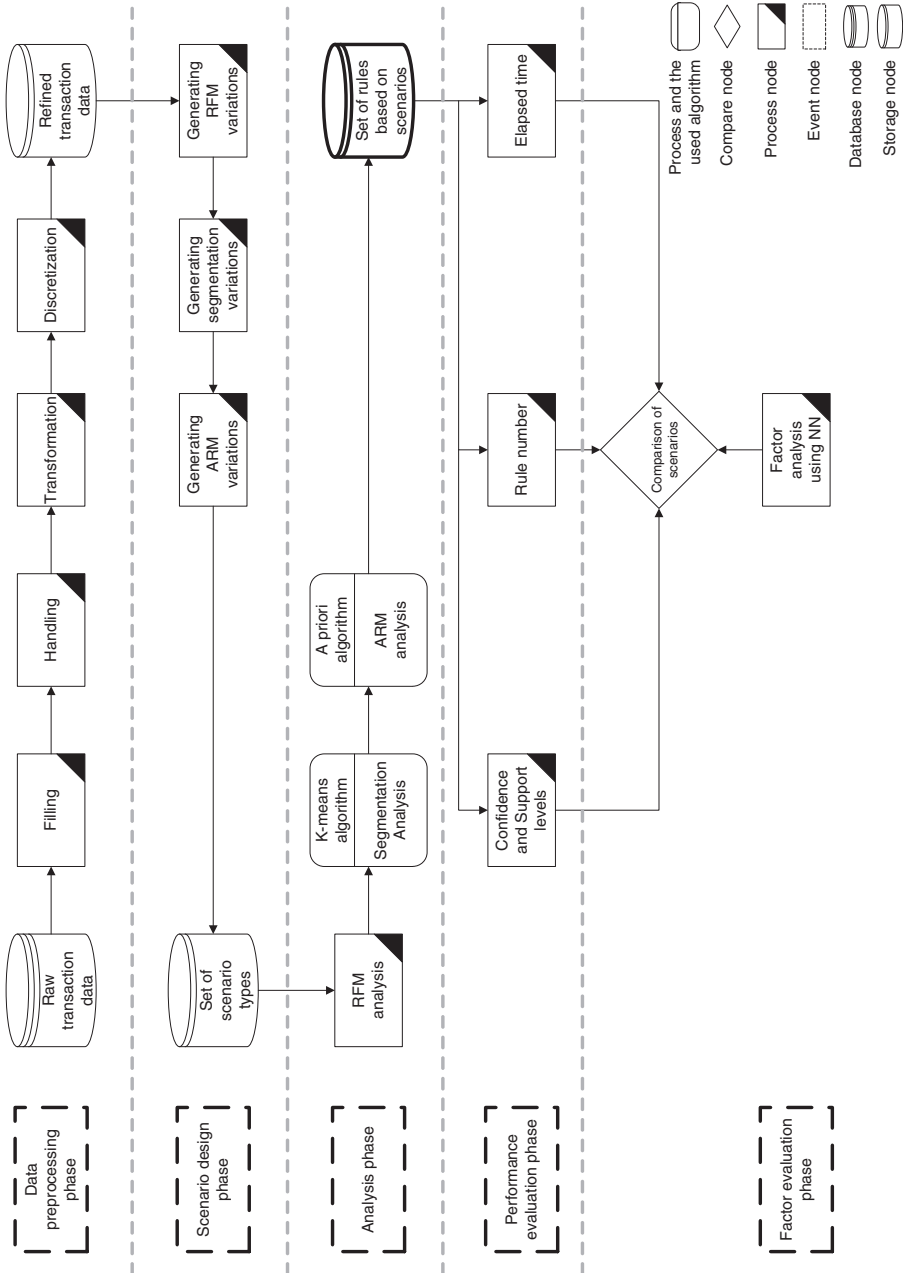 Data
preprocessing
phase
Raw
transaction
data
Filling
Handling
Transformation
Discretization
Refined
transaction
data
Scenario design
phase
Set of
scenario
types
Generating
ARM
variations
Generating
segmentation
variations
Generating
RFM
variations
Analysis phase
RFM
analysis
K-means
algorithm
Segmentation
Analysis
A priori
algorithm
ARM
analysis
Set of rules
based on
scenarios
Performance
evaluation phase
Confidence
and Support
levels
Rule number
Elapsed time
Comparison of
scenarios
Factor evaluation
phase
Factor
analysis
using NN
Process and the
used algorithm
Compare node
Process node
Event node
Database node
Storage node